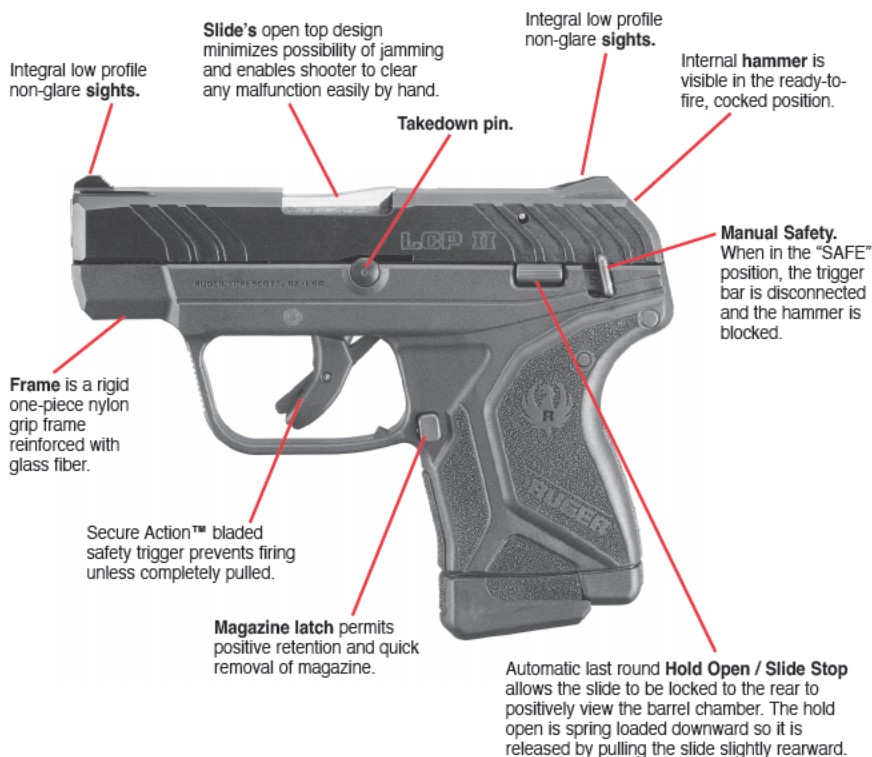 Slide's open top design
minimizes possibility of jamming
and enables shooter to clear
any malfunction easily by hand.
Integral low profile
non-glare sights.
Integral low profile
non-glare sights.
Internal hammer is
visible in the ready-to-
fire, cocked position.
Takedown pin.
Manual Safety.
When in the “SAFE”
position, the trigger
bar is disconnected
and the hammer is
blocked.
LCP II
RUGER, PRESCOTT, AZ-USA
Frame is a rigid
one-piece nylon
grip frame
reinforced with
glass fiber.
R
RUGER
Secure Action™ bladed
safety trigger prevents firing
unless completely pulled.
Magazine latch permits
positive retention and quick
removal of magazine.
Automatic last round Hold Open / Slide Stop
allows the slide to be locked to the rear to
positively view the barrel chamber. The hold
open is spring loaded downward so it is
released by pulling the slide slightly rearward.